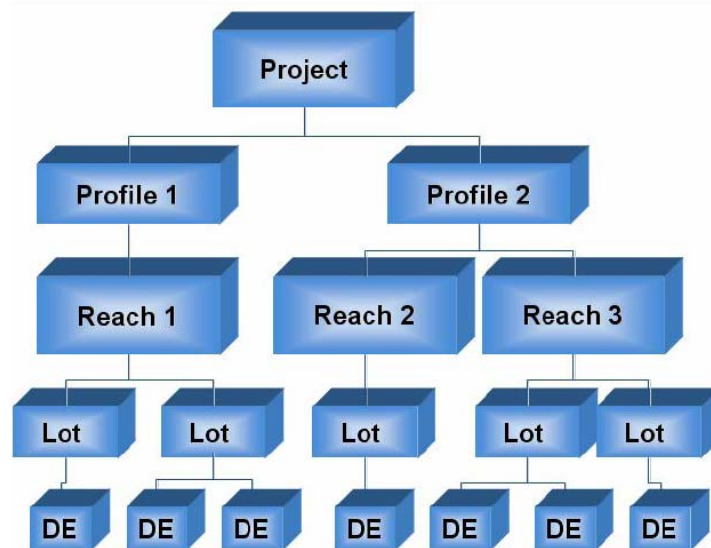 Project
Profile 1 Profile 2
Reach 1 Reach 2 Reach 3
Lot Lot Lot Lot Lot
DE DE DE DE DE DE DE